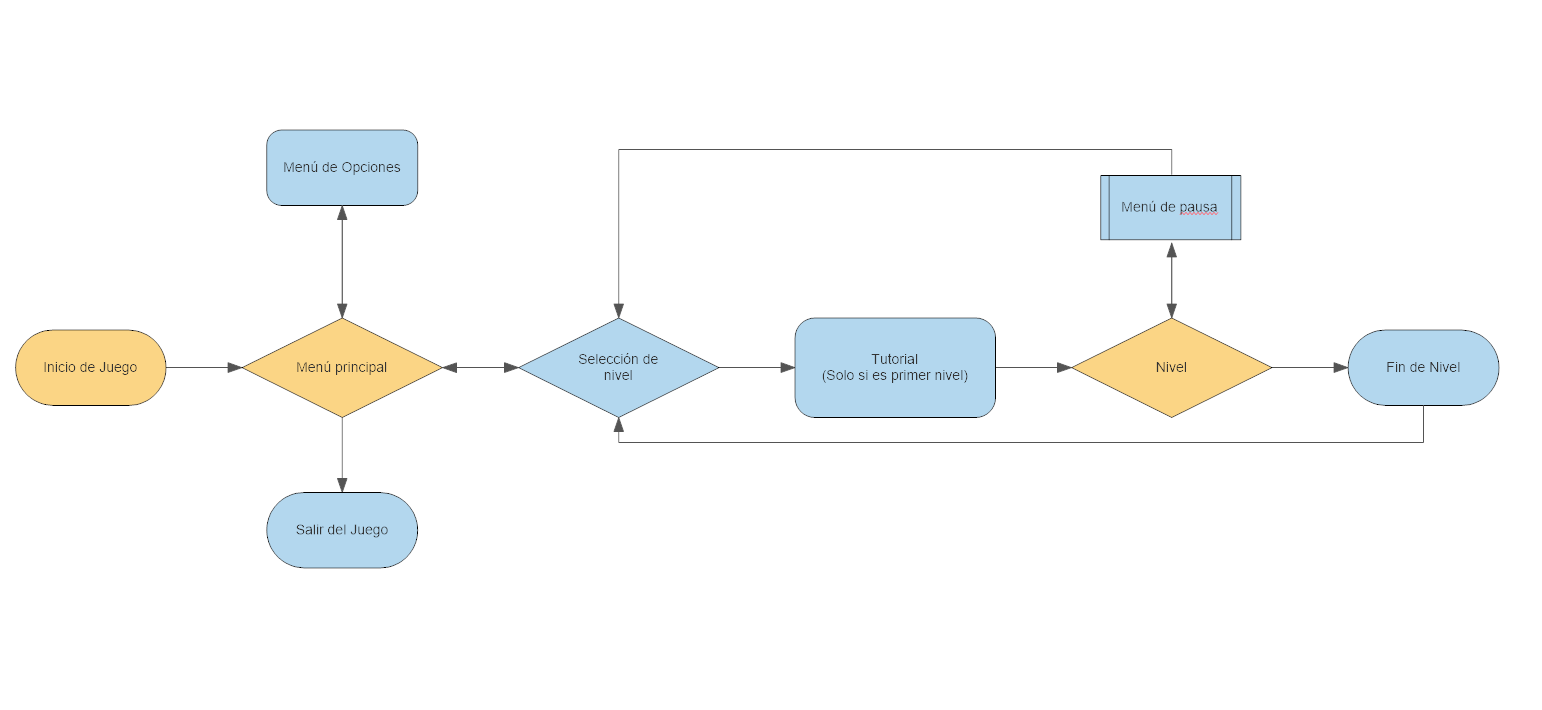 Menú de Opciones
Menú de pausa
Inicio de Juego
Menú principal
Selección de
nivel
Tutorial
(Solo si es primer nivel)
Nivel
Fin de Nivel
Salir del Juego